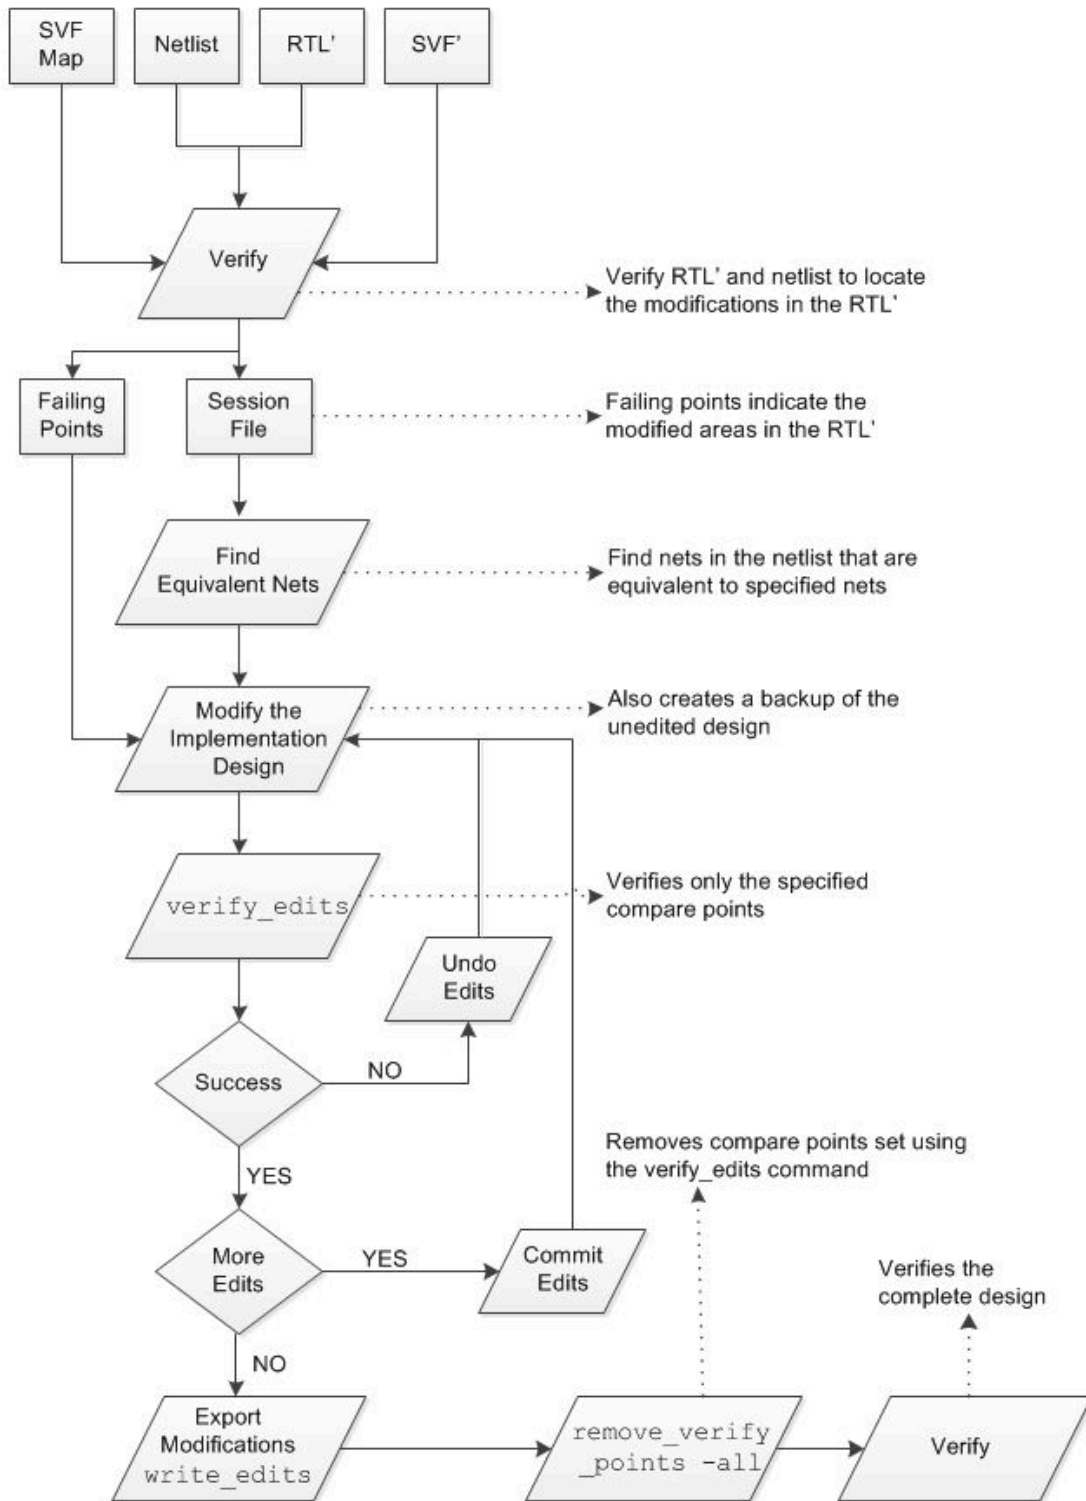 SVF
Map
Netlist
RTL'
SVF'
Verify
Verify RTL' and netlist to locate
the modifications in the RTL'
Failing
Points
Session
File
Failing points indicate the
modified areas in the RTL'
Find
Equivalent Nets
Find nets in the netlist that are
equivalent to specified nets
Modify the
Implementation
Design
Also creates a backup of the
unedited design
verify_edits
Verifies only the specified
compare points
Undo
Edits
Success
NO
YES
Removes compare points set using
the verify_edits command
More
Edits
YES
Commit
Edits
Verifies the
complete design
NO
Export
Modifications
write_edits
remove_verify
_points -all
Verify